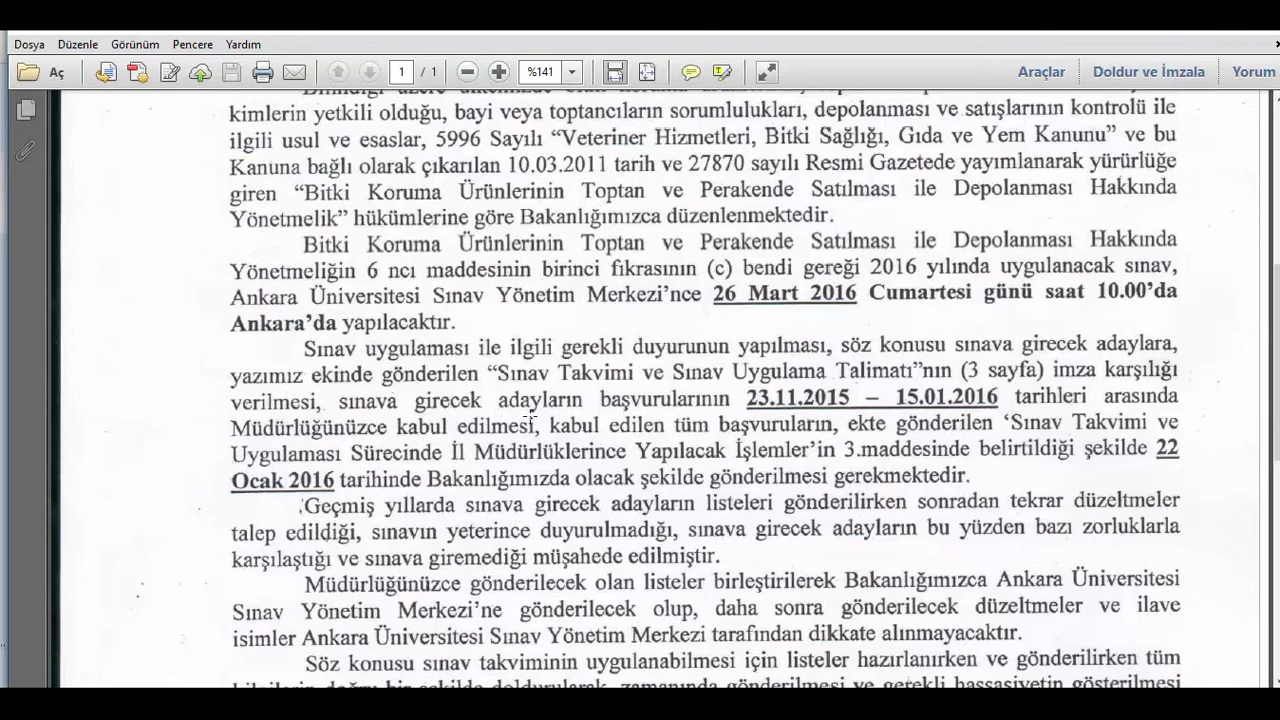 Dosya Düzenle Görünüm Pencere Yardım
Aç 1 / 1 %141 Araçlar Doldur ve İmzala Yorum
kimlerin yetkili olduğu, bayi veya toptancıların sorumlulukları, depolanması ve satışlarının kontrolü ile
ilgili usul ve esaslar, 5996 Sayılı “Veteriner Hizmetleri, Bitki Sağlığı, Gıda ve Yem Kanunu” ve bu
Kanuna bağlı olarak çıkarılan 10.03.2011 tarih ve 27870 sayılı Resmi Gazetede yayımlanarak yürürlüğe
giren “Bitki Koruma Ürünlerinin Toptan ve Perakende Satılması ile Depolanması Hakkında
Yönetmelik” hükümlerine göre Bakanlığımızca düzenlenmektedir.
Bitki Koruma Ürünlerinin Toptan ve Perakende Satılması ile Depolanması Hakkında
Yönetmeliğin 6 ncı maddesinin birinci fıkrasının (c) bendi gereği 2016 yılında uygulanacak sınav,
Ankara Üniversitesi Sınav Yönetim Merkezi’nce 26 Mart 2016 Cumartesi günü saat 10.00’da
Ankara’da yapılacaktır.
Sınav uygulaması ile ilgili gerekli duyurunun yapılması, söz konusu sınava girecek adaylara,
yazımız ekinde gönderilen “Sınav Takvimi ve Sınav Uygulama Talimatı”nın (3 sayfa) imza karşılığı
verilmesi, sınava girecek adayların başvurularının 23.11.2015 – 15.01.2016 tarihleri arasında
Müdürlüğünüzce kabul edilmesi, kabul edilen tüm başvuruların, ekte gönderilen ‘Sınav Takvimi ve
Uygulaması Sürecinde İl Müdürlüklerince Yapılacak İşlemler’in 3.maddesinde belirtildiği şekilde 22
Ocak 2016 tarihinde Bakanlığımızda olacak şekilde gönderilmesi gerekmektedir.
Geçmiş yıllarda sınava girecek adayların listeleri gönderilirken sonradan tekrar düzeltmeler
talep edildiği, sınavın yeterince duyurulmadığı, sınava girecek adayların bu yüzden bazı zorluklarla
karşılaştığı ve sınava giremediği müşahede edilmiştir.
Müdürlüğünüzce gönderilecek olan listeler birleştirilerek Bakanlığımızca Ankara Üniversitesi
Sınav Yönetim Merkezi’ne gönderilecek olup, daha sonra gönderilecek düzeltmeler ve ilave
isimler Ankara Üniversitesi Sınav Yönetim Merkezi tarafından dikkate alınmayacaktır.
Söz konusu sınav takviminin uygulanabilmesi için listeler hazırlanırken ve gönderilirken tüm
zamanında gönderilmesi ve gerekli hassasiyetin gösterilmesi